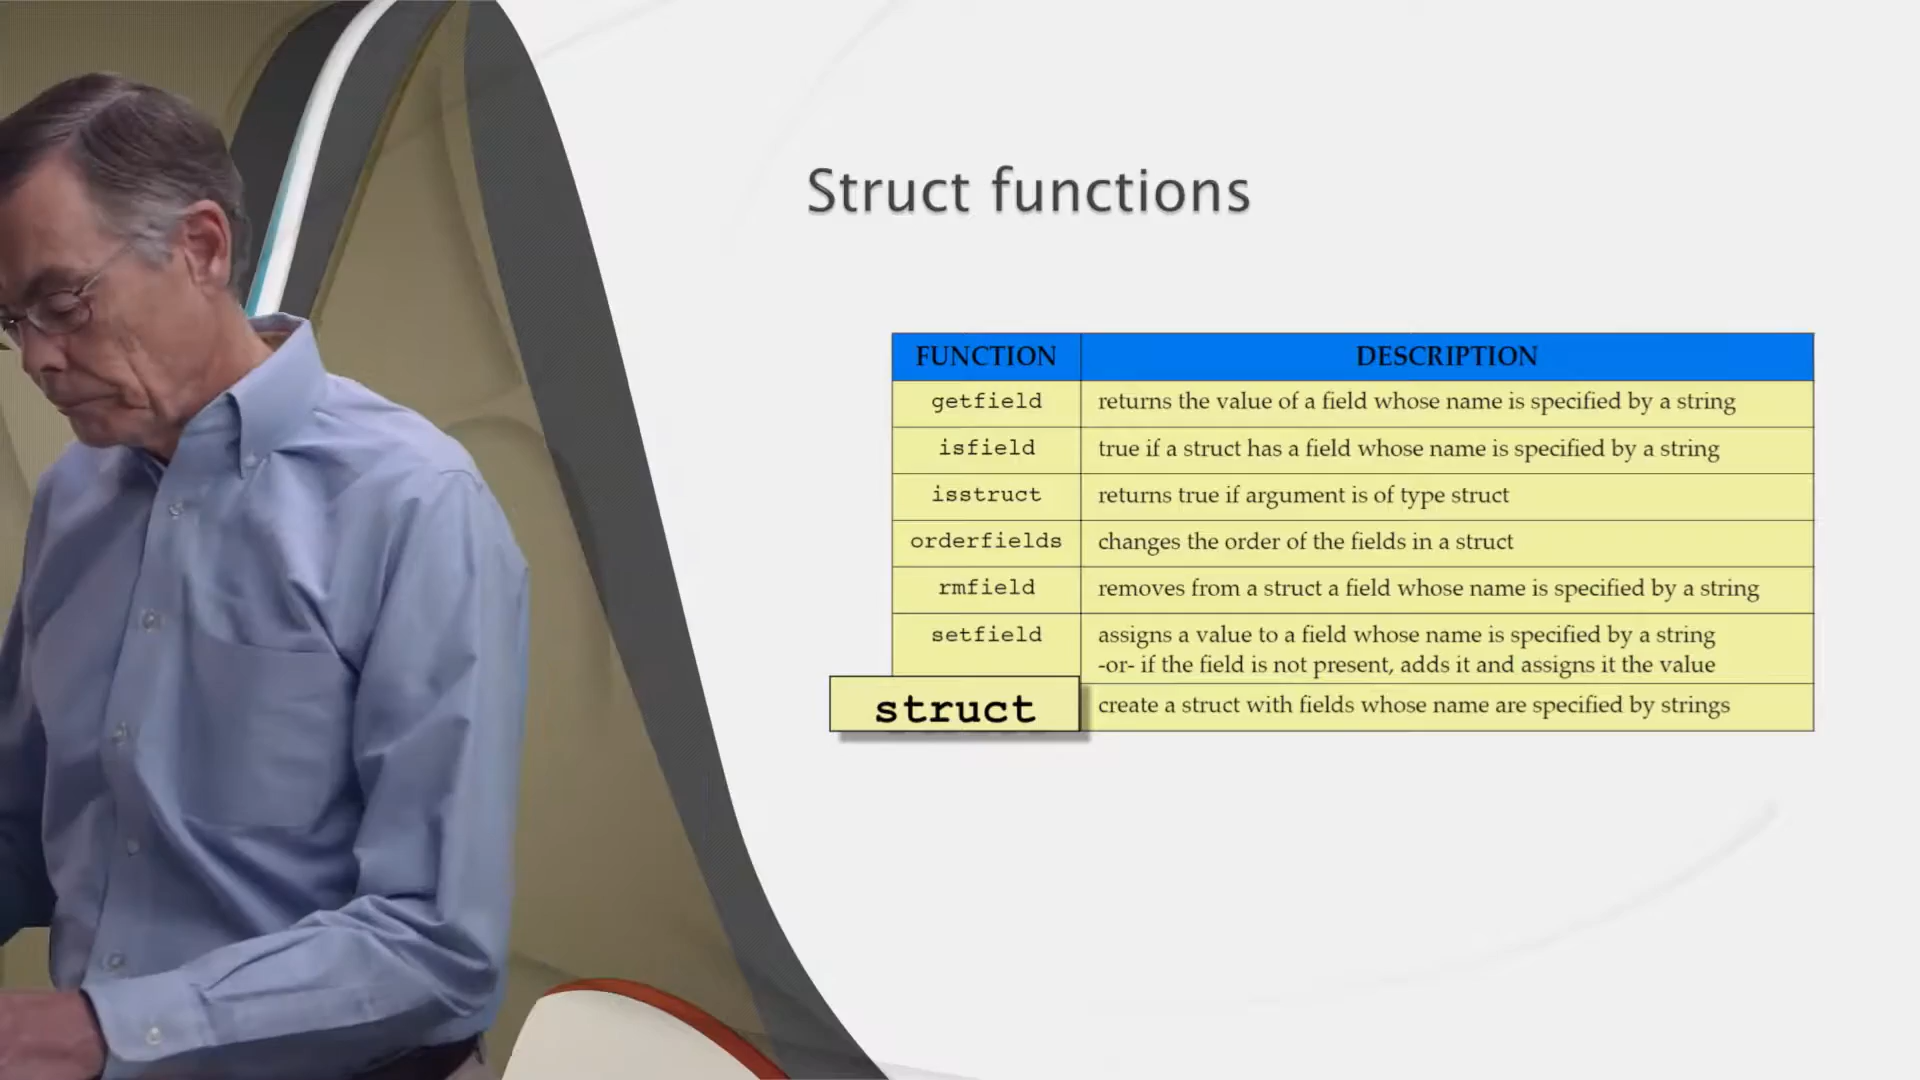 Struct functions
FUNCTION DESCRIPTION
getfield returns the value of a field whose name is specified by a string
isfield true if a struct has a field whose name is specified by a string
isstruct returns true if argument is of type struct
orderfields changes the order of the fields in a struct
rmfield removes from a struct a field whose name is specified by a string
setfield assigns a value to a field whose name is specified by a string
-or- if the field is not present, adds it and assigns it the value
struct create a struct with fields whose name are specified by strings